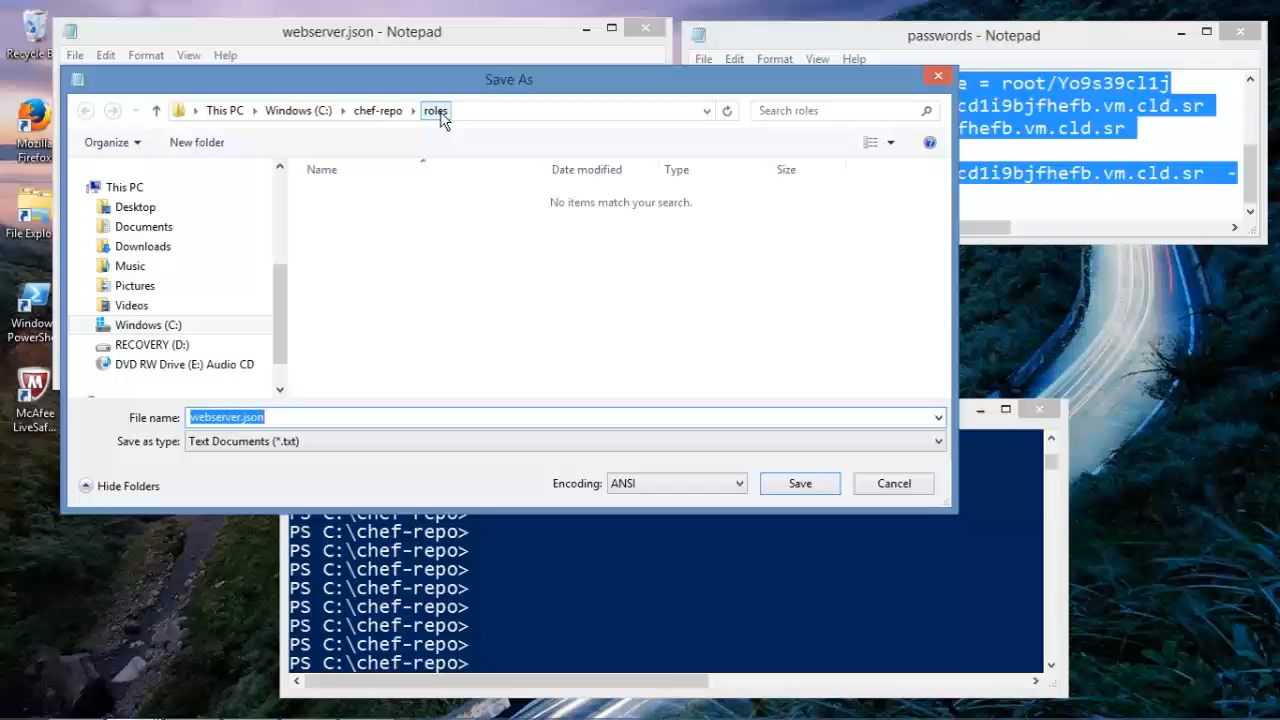 Recycle B
Mozilla
Firefox
File Explo
Window
PowerShe
McAfee
LiveSaf...
webserver.json - Notepad
File Edit Format View Help
passwords - Notepad
File Edit Format View Help
e = root/Yo9s39cl1j
cd1i9bjfhefb.vm.cld.sr
fhefb.vm.cld.sr
cd1i9bjfhefb.vm.cld.sr -
Save As
This PC Windows (C:) chef-repo roles
Search roles
Organize New folder
Name Date modified Type Size
No items match your search.
This PC
Desktop
Documents
Downloads
Music
Pictures
Videos
Windows (C:)
RECOVERY (D:)
DVD RW Drive (E:) Audio CD
File name: webserver.json
Save as type: Text Documents (*.txt)
Hide Folders
Encoding: ANSI
Save Cancel
PS C:\chef-repo>
PS C:\chef-repo>
PS C:\chef-repo>
PS C:\chef-repo>
PS C:\chef-repo>
PS C:\chef-repo>
PS C:\chef-repo>
PS C:\chef-repo>
PS C:\chef-repo>